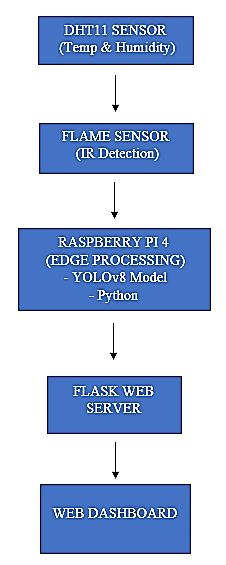 DHT11 SENSOR
(Temp & Humidity)
FLAME SENSOR
(IR Detection)
RASPBERRY PI 4
(EDGE PROCESSING)
- YOLOv8 Model
- Python
FLASK WEB
SERVER
WEB DASHBOARD